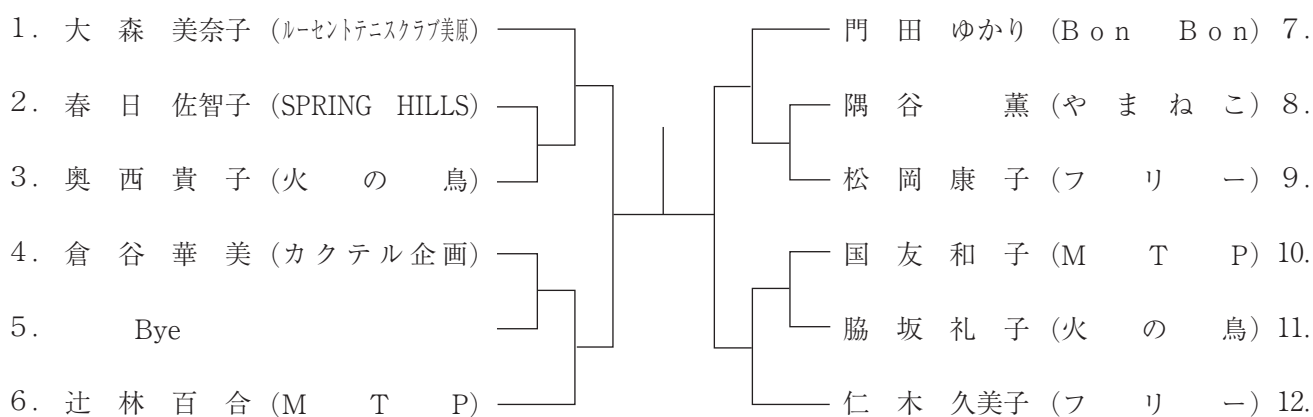 1. 大 森 美奈子 (ルーセントテニスクラブ美原)
2. 春 日 佐智子 (SPRING HILLS)
3. 奥 西 貴 子 (火 の 鳥)
4. 倉 谷 華 美 (カクテル企画)
5. Bye
6. 辻 林 百 合 (M T P)
門 田 ゆかり (Bon Bon) 7.
隅 谷 薫 (や ま ね こ) 8.
松 岡 康 子 (フ リ ー) 9.
国 友 和 子 (M T P) 10.
脇 坂 礼 子 (火 の 鳥) 11.
仁 木 久美子 (フ リ ー) 12.